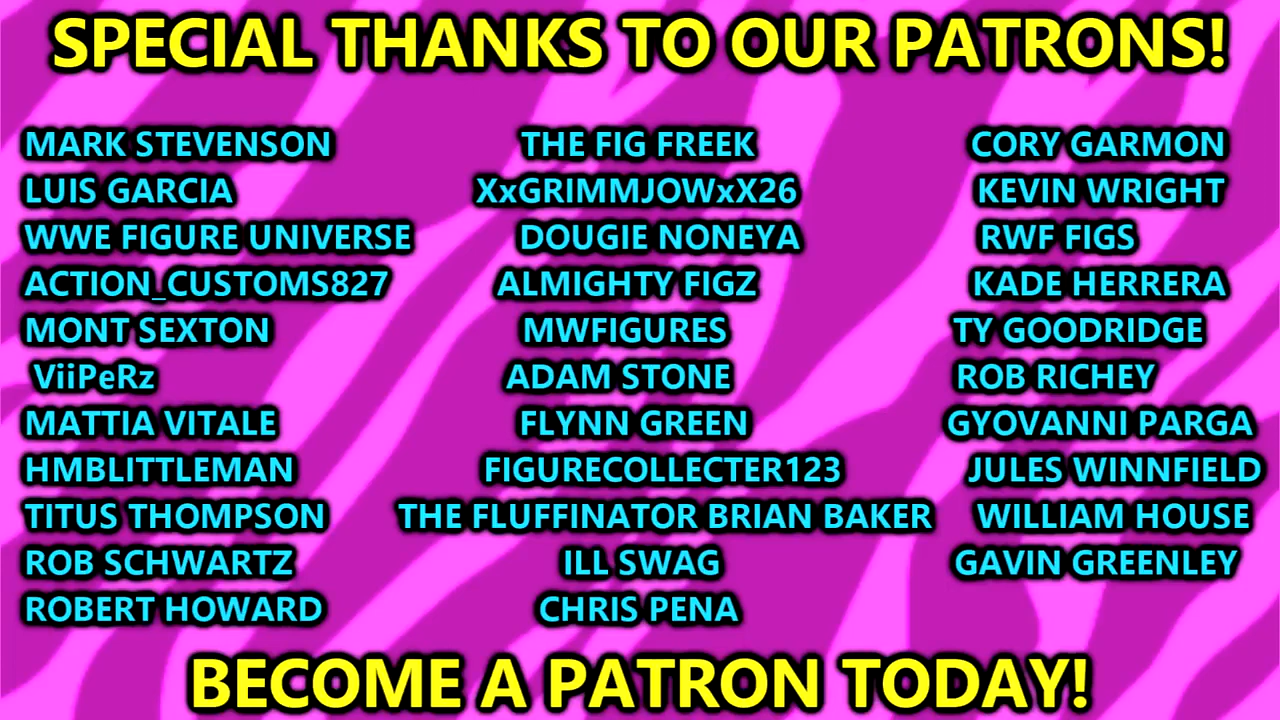 SPECIAL THANKS TO OUR PATRONS!
MARK STEVENSON
LUIS GARCIA
WWE FIGURE UNIVERSE
ACTION_CUSTOMS827
MONT SEXTON
ViiPeRz
MATTIA VITALE
HMBLITTLEMAN
TITUS THOMPSON
ROB SCHWARTZ
ROBERT HOWARD
THE FIG FREEK
XxGRIMMJOWxX26
DOUGIE NONEYA
ALMIGHTY FIGZ
MWFIGURES
ADAM STONE
FLYNN GREEN
FIGURECOLLECTER123
THE FLUFFINATOR BRIAN BAKER
ILL SWAG
CHRIS PENA
CORY GARMON
KEVIN WRIGHT
RWF FIGS
KADE HERRERA
TY GOODRIDGE
ROB RICHEY
GYOVANNI PARGA
JULES WINNFIELD
WILLIAM HOUSE
GAVIN GREENLEY
BECOME A PATRON TODAY!